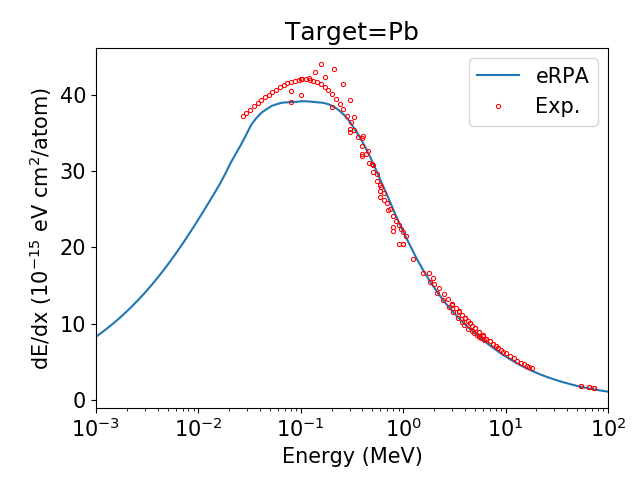 Target=Pb
eRPA
Exp.
dE/dx (10⁻¹⁵ eV cm²/atom)
40
30
20
10
0
10⁻³ 10⁻² 10⁻¹ 10⁰ 10¹ 10²
Energy (MeV)